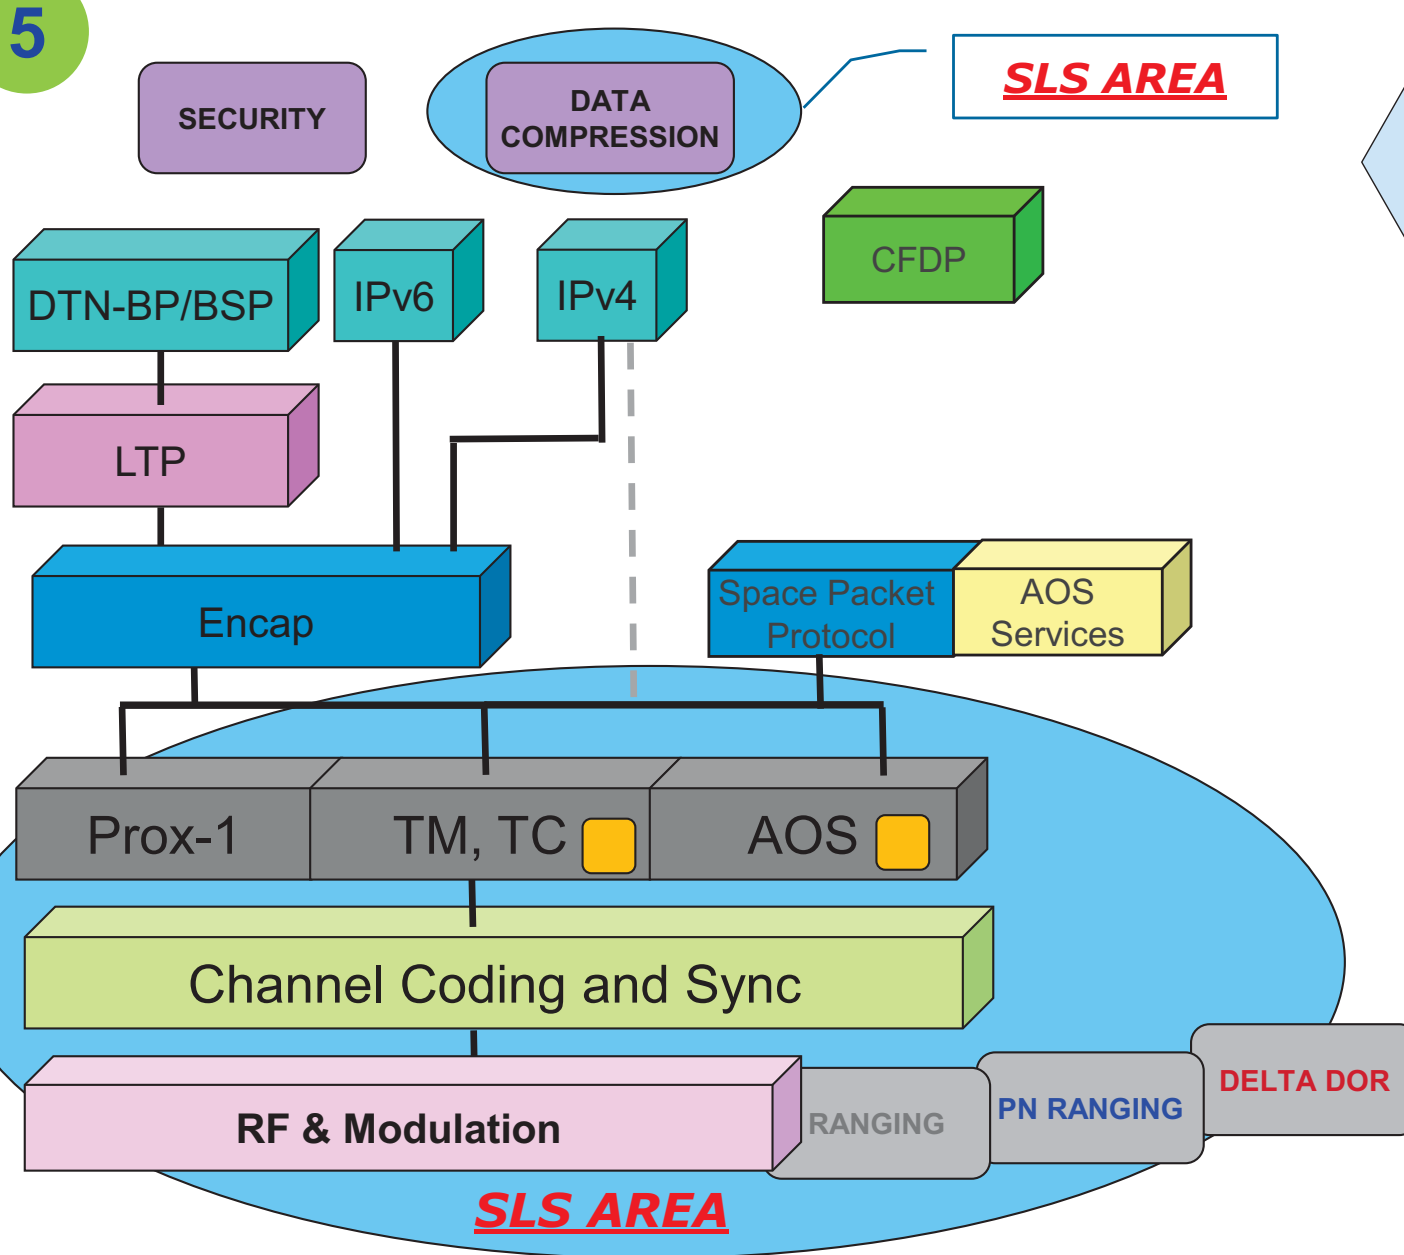 5
SECURITY
DATA
COMPRESSION
SLS AREA
CFDP
DTN-BP/BSP
IPv6
IPv4
LTP
Encap
Space Packet
Protocol
AOS
Services
Prox-1
TM, TC
AOS
Channel Coding and Sync
RF & Modulation
RANGING
PN RANGING
DELTA DOR
SLS AREA